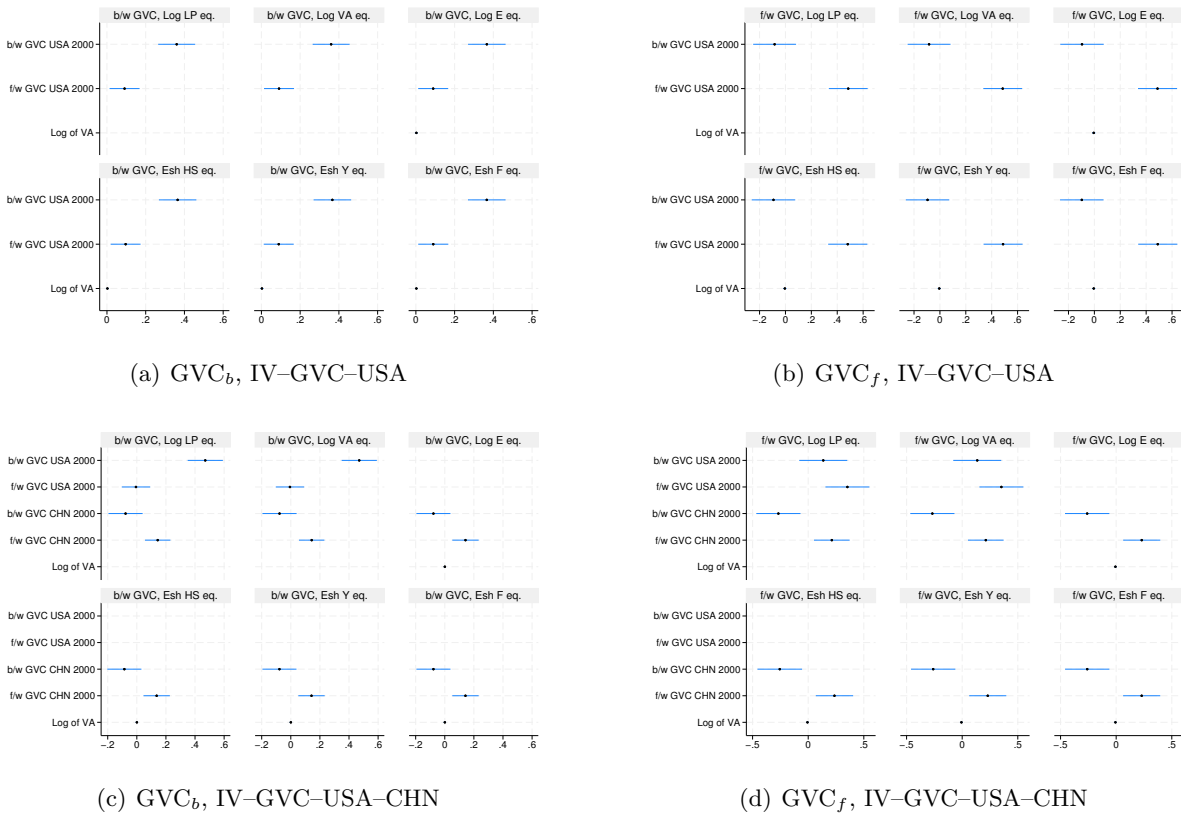 b/w GVC, Log LP eq. b/w GVC, Log VA eq. b/w GVC, Log E eq.
b/w GVC USA 2000
f/w GVC USA 2000
Log of VA
b/w GVC, Esh HS eq. b/w GVC, Esh Y eq. b/w GVC, Esh F eq.
b/w GVC USA 2000
f/w GVC USA 2000
Log of VA
0 .2 .4 .6 0 .2 .4 .6 0 .2 .4 .6
(a) GVCb, IV–GVC–USA
f/w GVC, Log LP eq. f/w GVC, Log VA eq. f/w GVC, Log E eq.
b/w GVC USA 2000
f/w GVC USA 2000
Log of VA
f/w GVC, Esh HS eq. f/w GVC, Esh Y eq. f/w GVC, Esh F eq.
b/w GVC USA 2000
f/w GVC USA 2000
Log of VA
−.2 0 .2 .4 .6 −.2 0 .2 .4 .6 −.2 0 .2 .4 .6
(b) GVCf, IV–GVC–USA
b/w GVC, Log LP eq. b/w GVC, Log VA eq. b/w GVC, Log E eq.
b/w GVC USA 2000
f/w GVC USA 2000
b/w GVC CHN 2000
f/w GVC CHN 2000
Log of VA
b/w GVC, Esh HS eq. b/w GVC, Esh Y eq. b/w GVC, Esh F eq.
b/w GVC USA 2000
f/w GVC USA 2000
b/w GVC CHN 2000
f/w GVC CHN 2000
Log of VA
−.2 0 .2 .4 .6 −.2 0 .2 .4 .6 −.2 0 .2 .4 .6
(c) GVCb, IV–GVC–USA–CHN
f/w GVC, Log LP eq. f/w GVC, Log VA eq. f/w GVC, Log E eq.
b/w GVC USA 2000
f/w GVC USA 2000
b/w GVC CHN 2000
f/w GVC CHN 2000
Log of VA
f/w GVC, Esh HS eq. f/w GVC, Esh Y eq. f/w GVC, Esh F eq.
b/w GVC USA 2000
f/w GVC USA 2000
b/w GVC CHN 2000
f/w GVC CHN 2000
Log of VA
−.5 0 .5 −.5 0 .5 −.5 0 .5
(d) GVCf, IV–GVC–USA–CHN